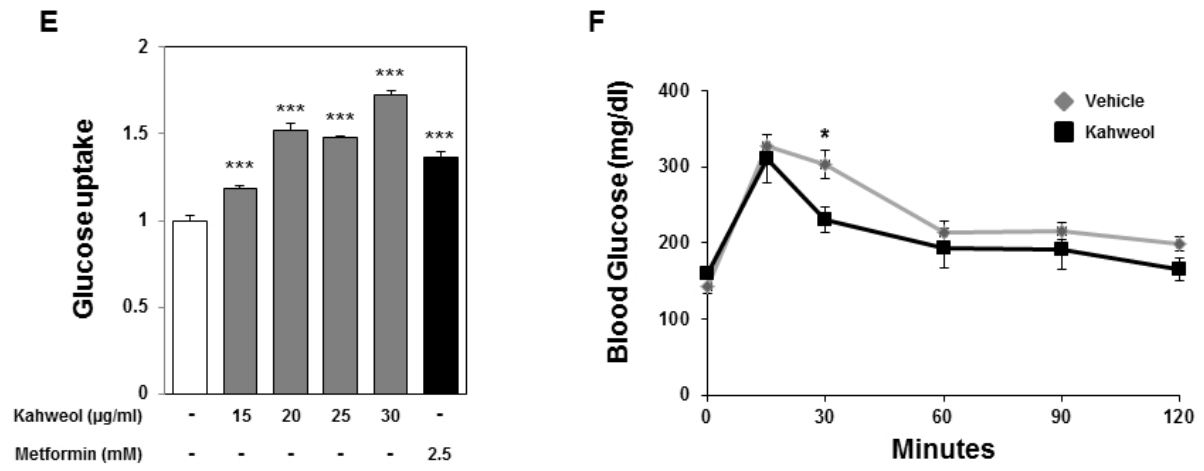 E
Glucose uptake
2
1.5
1
0.5
0
***
***
***
***
***
Kahweol (μg/ml) - 15 20 25 30 -
Metformin (mM) - - - - - 2.5
F
Blood Glucose (mg/dl)
400
300
200
100
0
*
Vehicle
Kahweol
0 30 60 90 120
Minutes